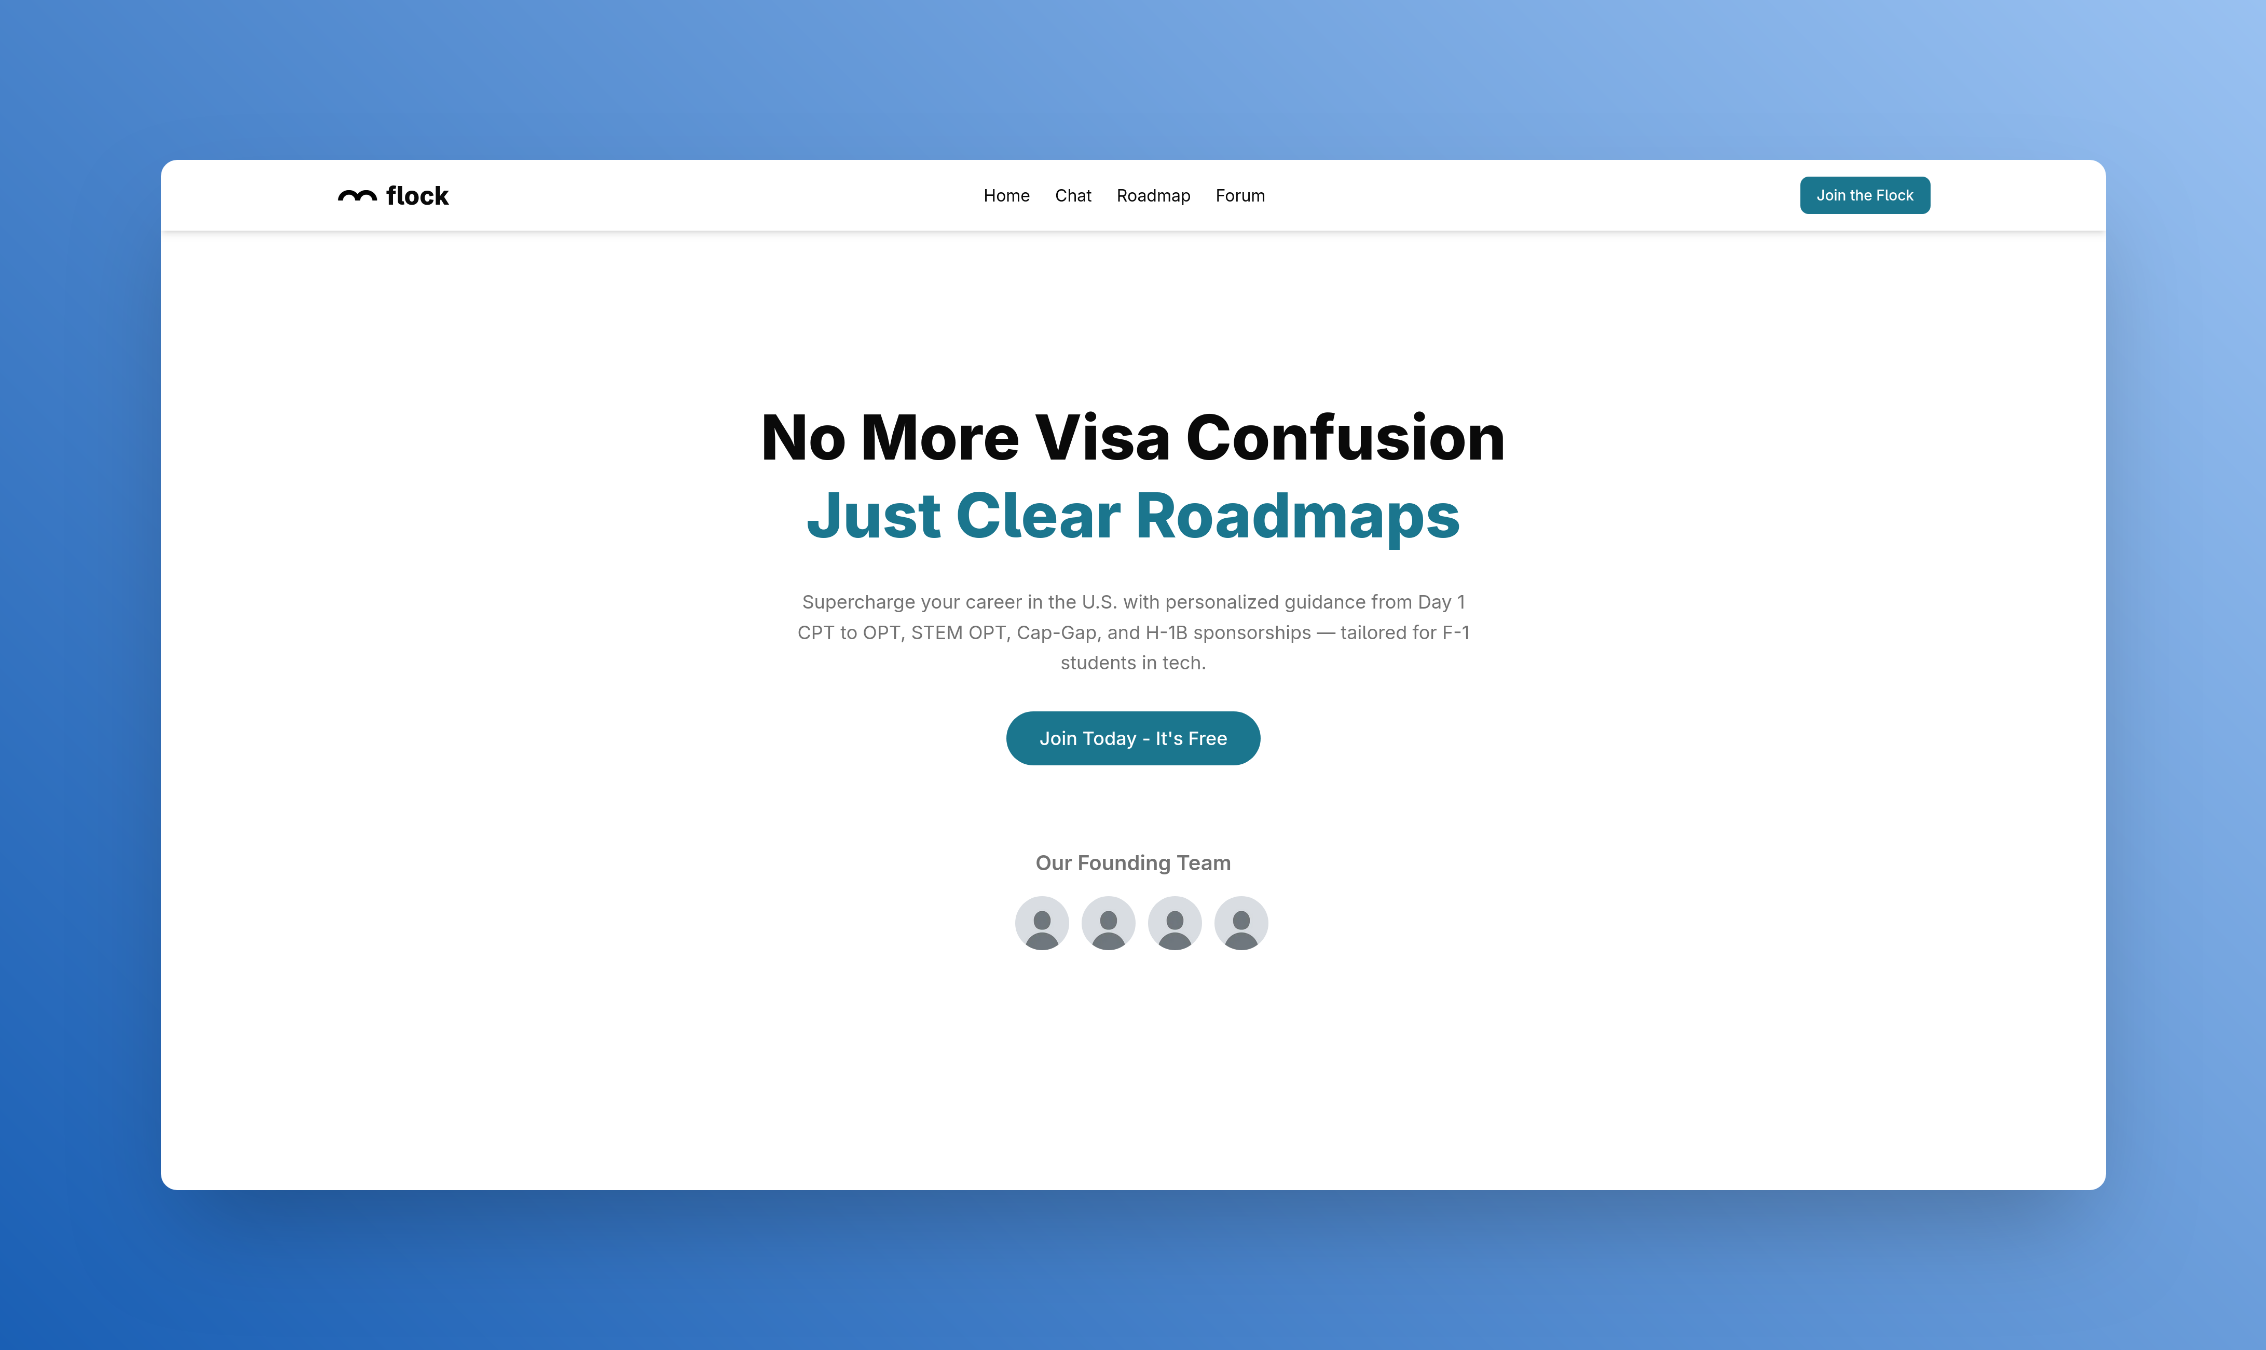 flock
Home
Chat
Roadmap
Forum
Join the Flock
No More Visa Confusion
Just Clear Roadmaps
Supercharge your career in the U.S. with personalized guidance from Day 1
CPT to OPT, STEM OPT, Cap-Gap, and H-1B sponsorships — tailored for F-1
students in tech.
Join Today - It's Free
Our Founding Team